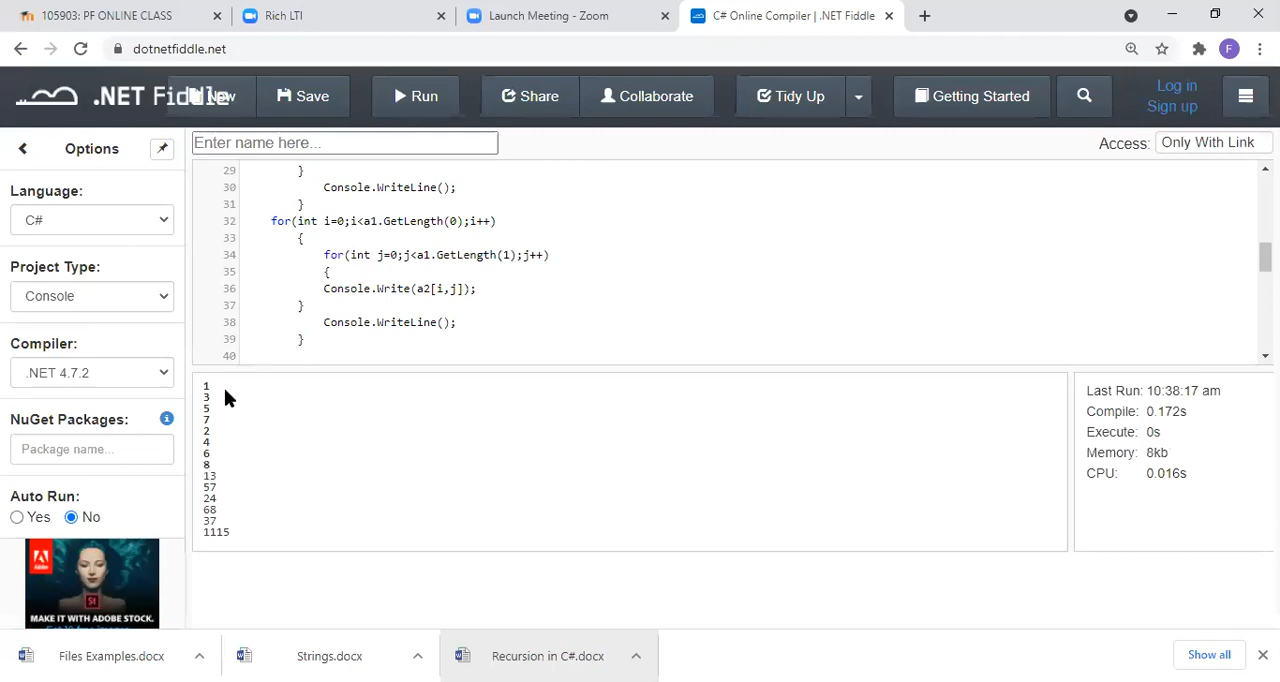 105903: PF ONLINE CLASS
Rich LTI
Launch Meeting - Zoom
C# Online Compiler | .NET Fiddle
dotnetfiddle.net
F
.NET Fiddle
New
Save
Run
Share
Collaborate
Tidy Up
Getting Started
Log in
Sign up
Options
Enter name here...
Access:
Only With Link
Language:
C#
Project Type:
Console
Compiler:
.NET 4.7.2
NuGet Packages:
Package name...
Auto Run:
Yes
No
29 }
30 Console.WriteLine();
31 }
32 for(int i=0;i<a1.GetLength(0);i++)
33 {
34 for(int j=0;j<a1.GetLength(1);j++)
35 {
36 Console.Write(a2[i,j]);
37 }
38 Console.WriteLine();
39 }
40
1
3
5
7
2
4
6
8
13
57
24
68
37
1115
Last Run: 10:38:17 am
Compile: 0.172s
Execute: 0s
Memory: 8kb
CPU: 0.016s
MAKE IT WITH ADOBE STOCK.
Files Examples.docx
Strings.docx
Recursion in C#.docx
Show all